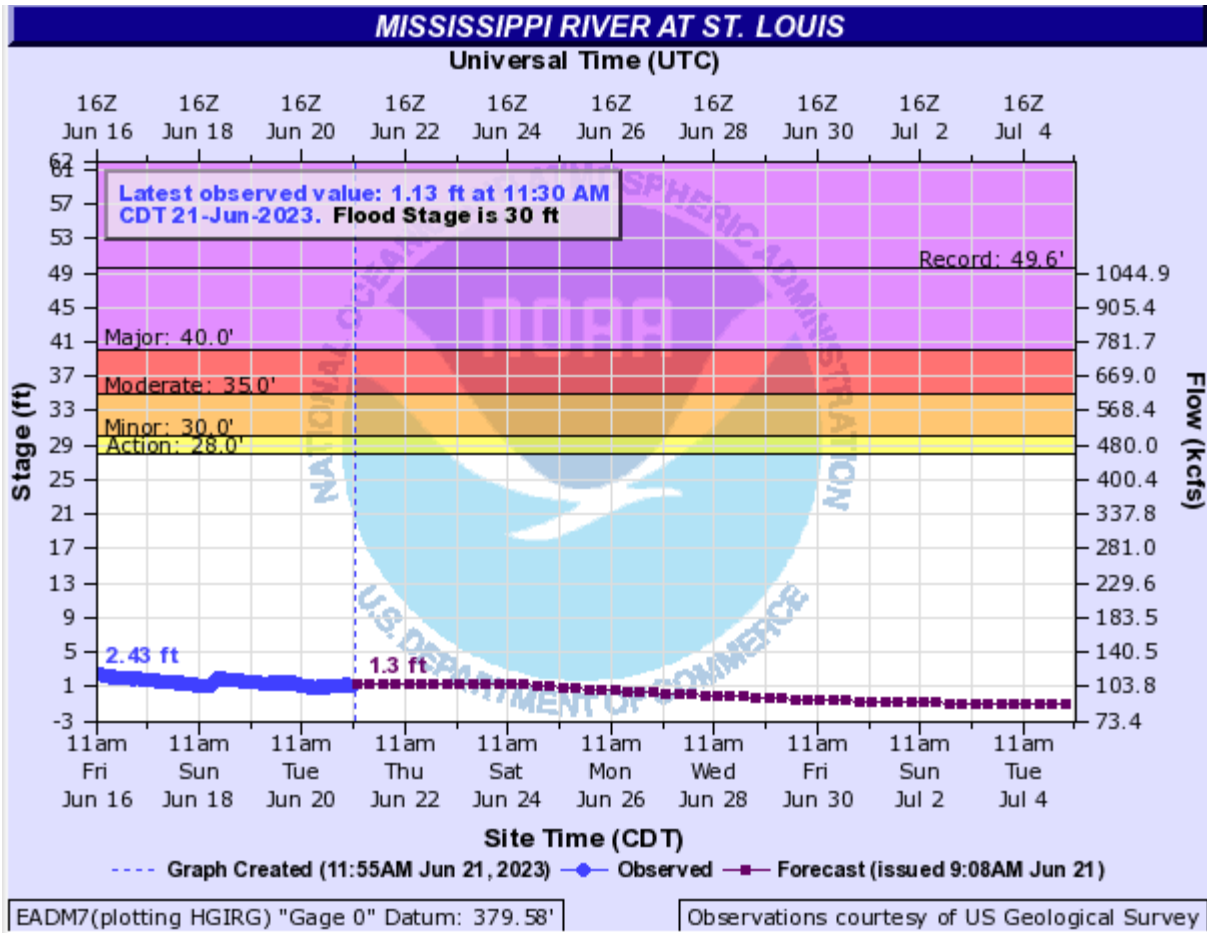 MISSISSIPPI RIVER AT ST. LOUIS
Universal Time (UTC)
16Z 16Z 16Z 16Z 16Z 16Z 16Z 16Z 16Z 16Z
Jun 16 Jun 18 Jun 20 Jun 22 Jun 24 Jun 26 Jun 28 Jun 30 Jul 2 Jul 4
62
61
57
53
49
45
41
37
33
29
25
21
17
13
9
5
1
-3
Stage (ft)
Latest observed value: 1.13 ft at 11:30 AM
CDT 21-Jun-2023. Flood Stage is 30 ft
Record: 49.6'
Major: 40.0'
Moderate: 35.0'
Minor: 30.0'
Action: 28.0'
NATIONAL OCEANIC AND ATMOSPHERIC ADMINISTRATION
NOAA
U.S. DEPARTMENT OF COMMERCE
2.43 ft
1.3 ft
1044.9
905.4
781.7
669.0
568.4
480.0
400.4
337.8
281.0
229.6
183.5
140.5
103.8
73.4
Flow (kcfs)
11am 11am 11am 11am 11am 11am 11am 11am 11am 11am
Fri Sun Tue Thu Sat Mon Wed Fri Sun Tue
Jun 16 Jun 18 Jun 20 Jun 22 Jun 24 Jun 26 Jun 28 Jun 30 Jul 2 Jul 4
Site Time (CDT)
Graph Created (11:55AM Jun 21, 2023) Observed Forecast (issued 9:08AM Jun 21)
EADM7(plotting HGIRG) "Gage 0" Datum: 379.58'
Observations courtesy of US Geological Survey